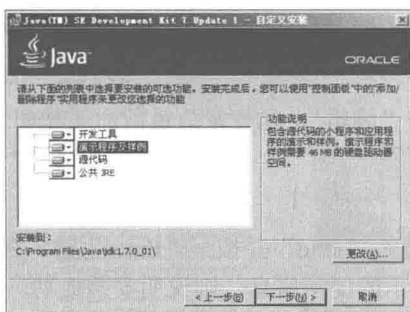 Java(TM) SE Development Kit 7 Update 1 - 自定义安装
Java
ORACLE
请从下面的列表中选择要安装的可选功能。安装完成后，您可以使用“控制面板”中的“添加/
删除程序”实用程序来更改您选择的功能
开发工具
演示程序及样例
源代码
公共 JRE
功能说明
包含源代码的小程序和应用程
序的演示和样例。演示程序和
样例需要 46 MB 的硬盘驱动器
空间。
安装到：
C:\Program Files\Java\jdk1.7.0_01\
更改(A)...
<上一步(B)
下一步(N) >
取消